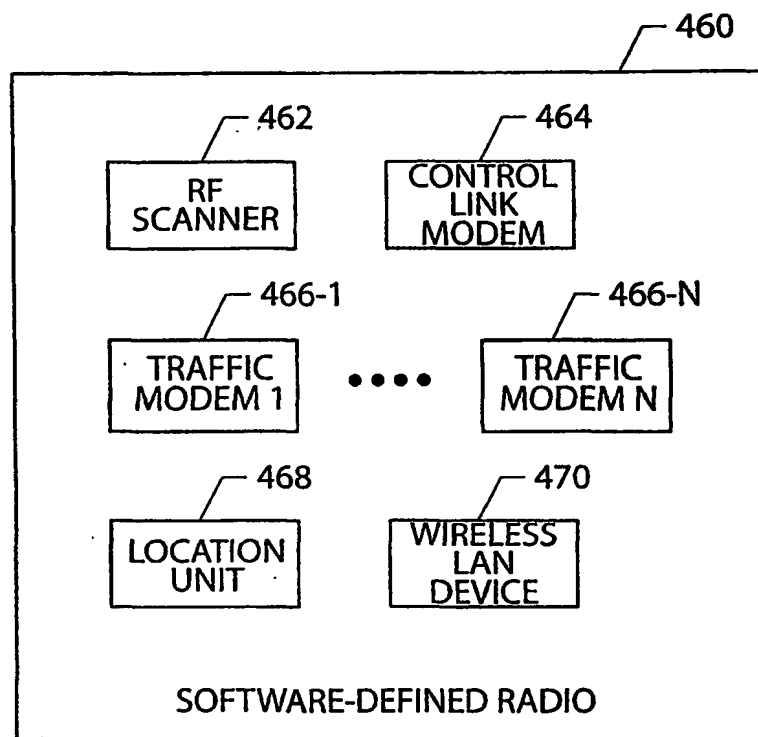 460
462
464
RF
SCANNER
CONTROL
LINK
MODEM
466-1
466-N
TRAFFIC
MODEM 1
TRAFFIC
MODEM N
468
470
LOCATION
UNIT
WIRELESS
LAN
DEVICE
SOFTWARE-DEFINED RADIO